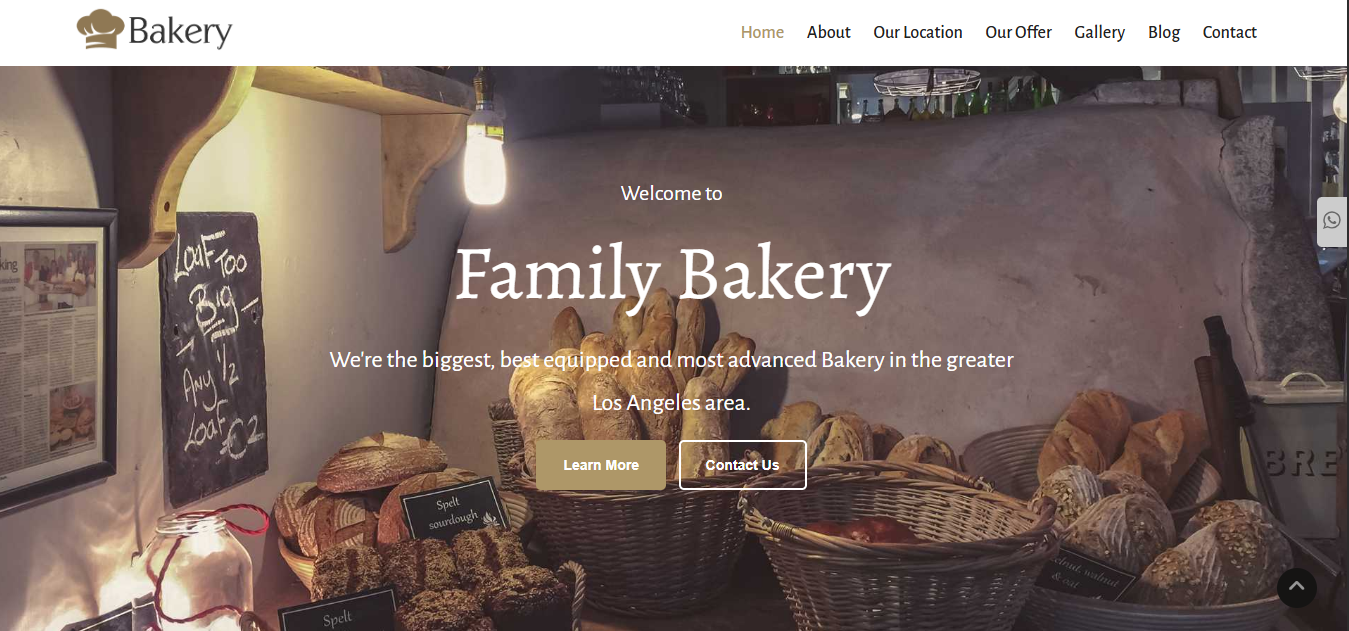 Bakery
Home About Our Location Our Offer Gallery Blog Contact
Welcome to
Family Bakery
We're the biggest, best equipped and most advanced Bakery in the greater
Los Angeles area.
Learn More Contact Us
king
Loaf Too
Big
Any 1/2
Loaf €2
Spelt
sourdough
Spelt
walnut
& oat
BRE